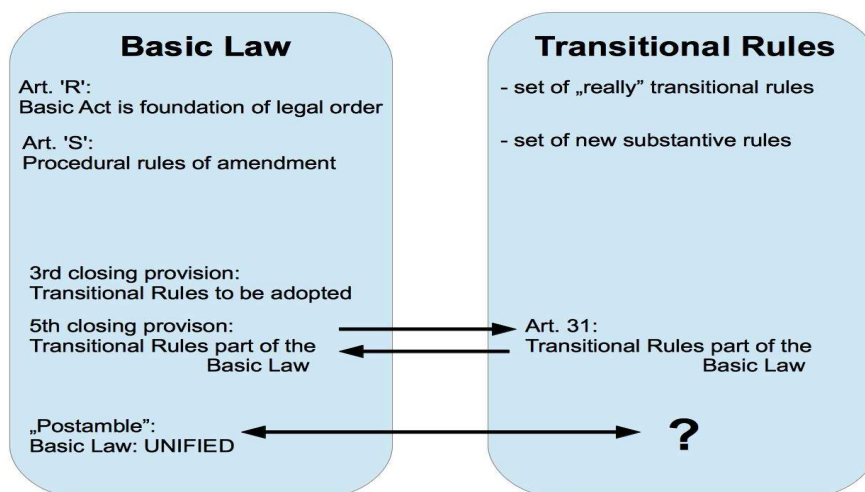 Basic Law
Art. 'R':
Basic Act is foundation of legal order
Art. 'S':
Procedural rules of amendment
3rd closing provision:
Transitional Rules to be adopted
5th closing provison:
Transitional Rules part of the
Basic Law
„Postamble”:
Basic Law: UNIFIED
Transitional Rules
- set of „really” transitional rules
- set of new substantive rules
Art. 31:
Transitional Rules part of the
Basic Law
?